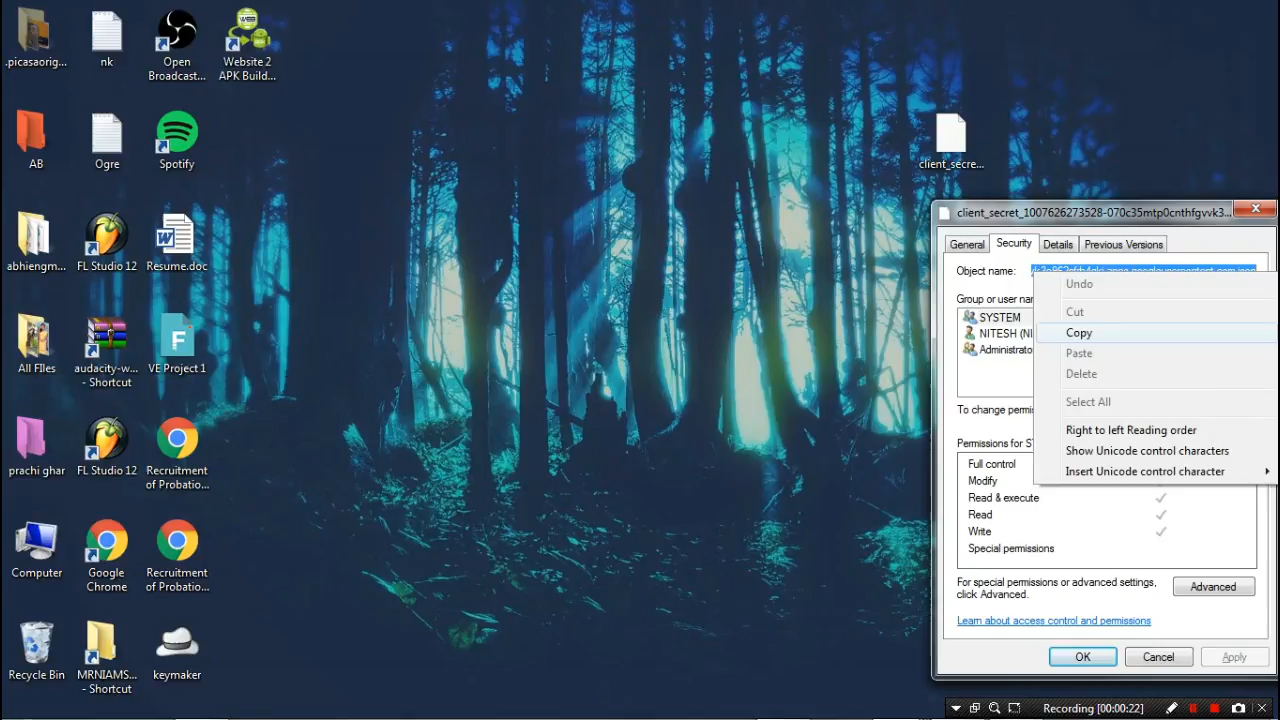 .picasaorig...
nk
Open
Broadcast...
Website 2
APK Build...
AB
Ogre
Spotify
client_secre...
abhiengm...
FL Studio 12
Resume.doc
All FIles
audacity-w...
- Shortcut
VE Project 1
prachi ghar
FL Studio 12
Recruitment
of Probatio...
Computer
Google
Chrome
Recruitment
of Probatio...
Recycle Bin
MRNIAMS...
- Shortcut
keymaker
client_secret_1007626273528-070c35mtp0cnthfgvvk3...
General
Security
Details
Previous Versions
Object name:
Group or user nam
SYSTEM
NITESH (NI
Administrato
To change permis
Permissions for SY
Full control
Modify
Read & execute
Read
Write
Special permissions
For special permissions or advanced settings,
click Advanced.
Advanced
Learn about access control and permissions
OK
Cancel
Apply
Undo
Cut
Copy
Paste
Delete
Select All
Right to left Reading order
Show Unicode control characters
Insert Unicode control character
Recording [00:00:22]